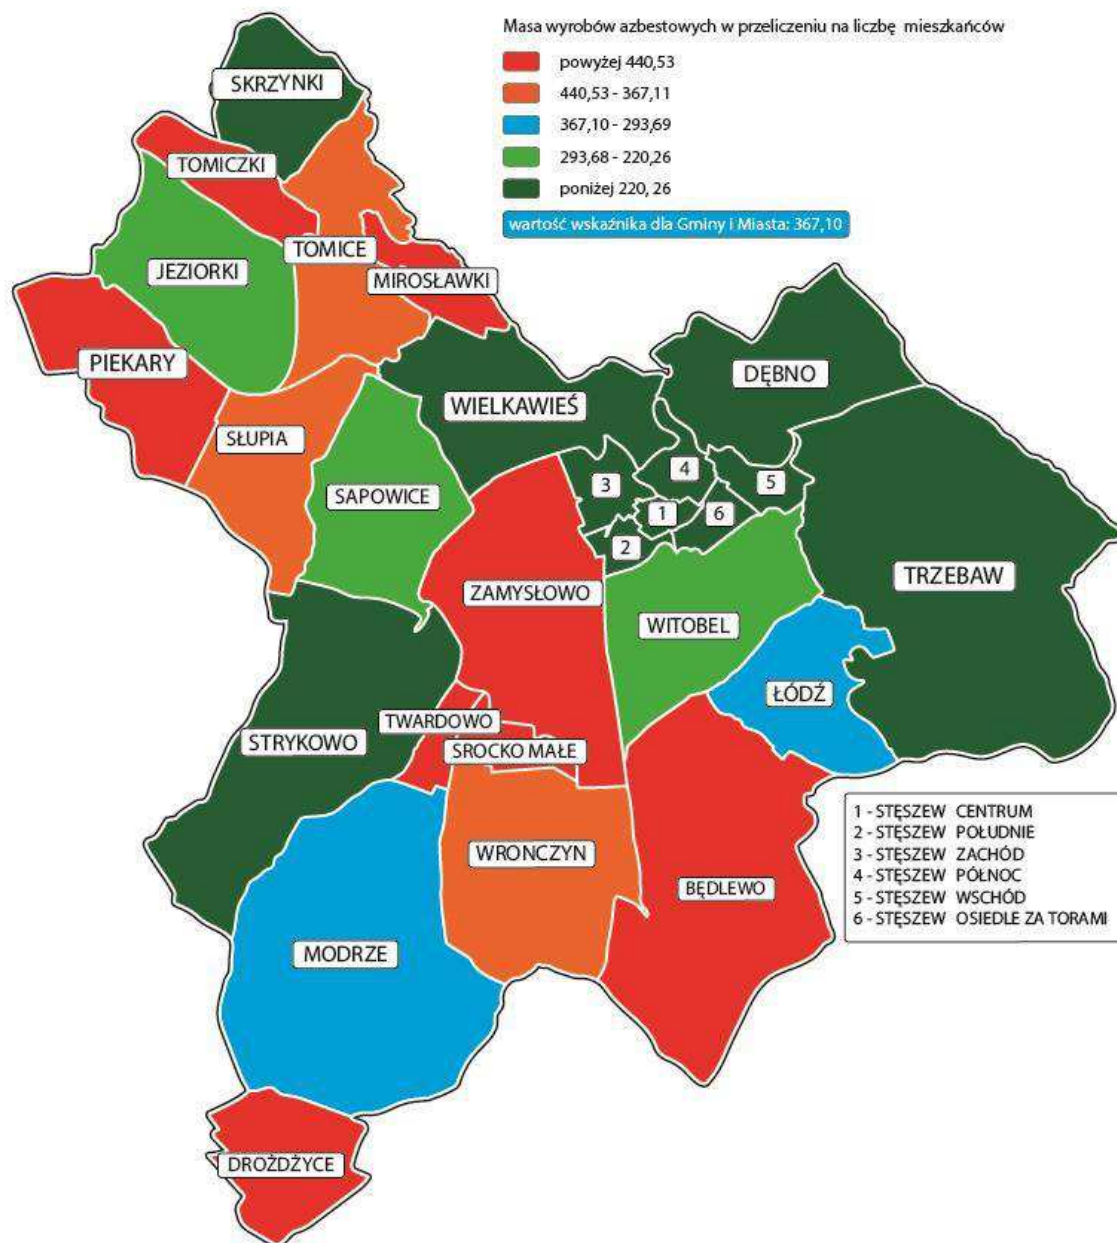 Masa wyrobów azbestowych w przeliczeniu na liczbę mieszkańców
powyżej 440,53
440,53 - 367,11
367,10 - 293,69
293,68 - 220,26
poniżej 220, 26
wartość wskaźnika dla Gminy i Miasta: 367,10
SKRZYNKI
TOMICZKI
TOMICE
JEZIORKI
MIROSŁAWKI
PIEKARY
DĘBNO
WIELKAWIEŚ
SŁUPIA
4
5
3
SAPOWICE
1
6
2
TRZEBAW
ZAMYSŁOWO
WITOBEL
ŁÓDŹ
TWARDOWO
STRYKOWO
SROCKO MAŁE
WRONCZYN
BĘDLEWO
MODRZE
DROŻDŻYCE
1 - STĘSZEW CENTRUM
2 - STĘSZEW POŁUDNIE
3 - STĘSZEW ZACHÓD
4 - STĘSZEW PÓŁNOC
5 - STĘSZEW WSCHÓD
6 - STĘSZEW OSIEDLE ZA TORAMI